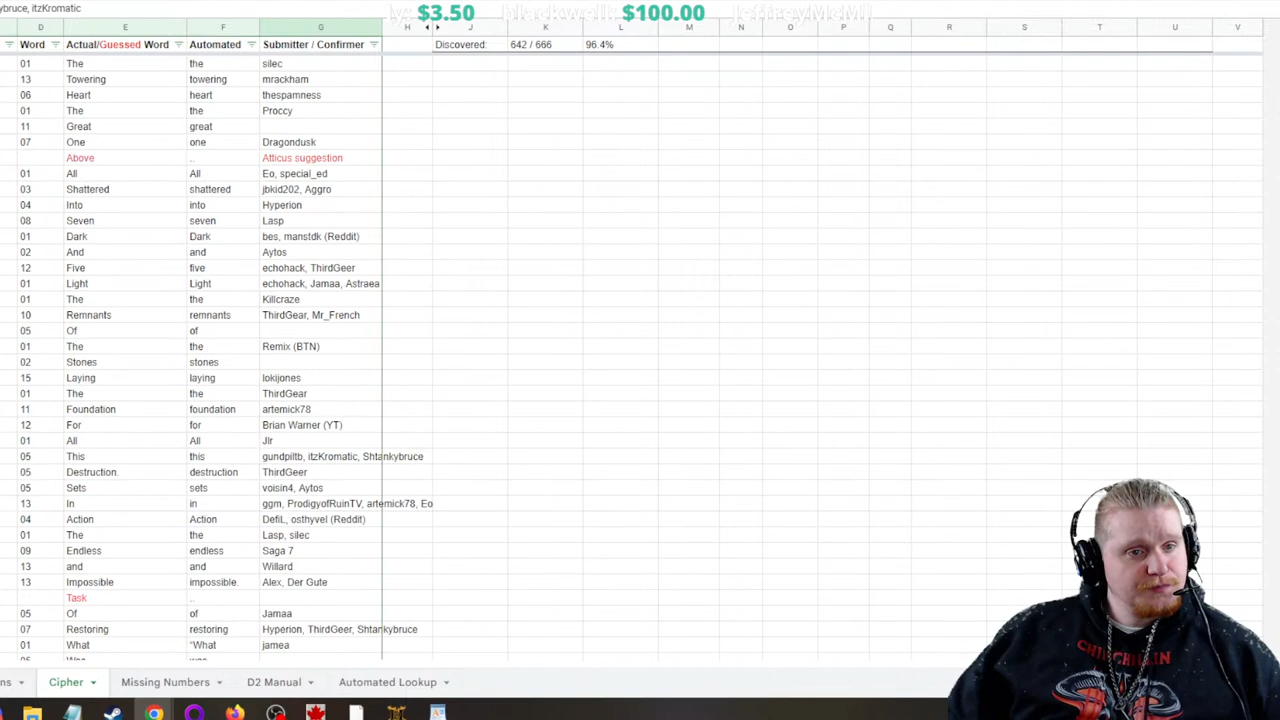 ybruce, itzKromatic
$3.50 blackwell: $100.00
D E F G H J K L M N O P Q R S T U V
Word Actual/Guessed Word Automated Submitter / Confirmer Discovered: 642 / 666 96.4%
01 The the silec
13 Towering towering mrackham
06 Heart heart thespamness
01 The the Proccy
11 Great great
07 One one Dragondusk
Above .. Atticus suggestion
01 All All Eo, special_ed
03 Shattered shattered jbkid202, Aggro
04 Into into Hyperion
08 Seven seven Lasp
01 Dark Dark bes, manstdk (Reddit)
02 And and Aytos
12 Five five echohack, ThirdGeer
01 Light Light echohack, Jamaa, Astraea
01 The the Killcraze
10 Remnants remnants ThirdGear, Mr_French
05 Of of
01 The the Remix (BTN)
02 Stones stones
15 Laying laying lokijones
01 The the ThirdGear
11 Foundation foundation artemick78
12 For for Brian Warner (YT)
01 All All Jlr
05 This this gundpiltb, itzKromatic, Shtankybruce
05 Destruction. destruction ThirdGeer
05 Sets sets voisin4, Aytos
13 In in ggm, ProdigyofRuinTV, artemick78, Eo
04 Action Action DefiL, osthyvel (Reddit)
01 The the Lasp, silec
09 Endless endless Saga 7
13 and and Willard
13 Impossible impossible. Alex, Der Gute
Task ..
05 Of of Jamaa
07 Restoring restoring Hyperion, ThirdGeer, Shtankybruce
01 What “What jamea
ns Cipher Missing Numbers D2 Manual Automated Lookup